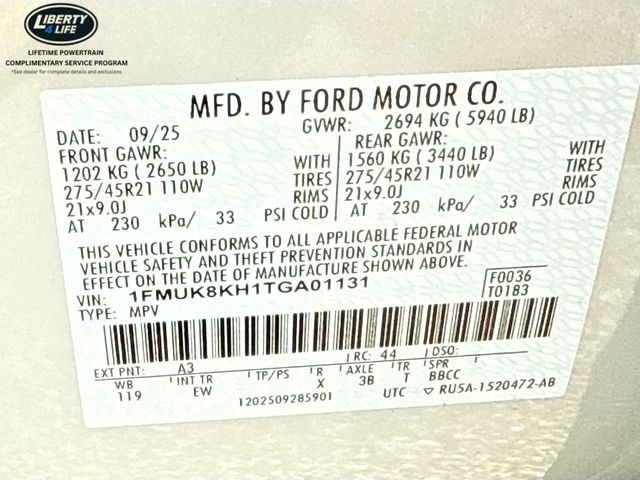 LIBERTY
4 LIFE
LIFETIME POWERTRAIN
COMPLIMENTARY SERVICE PROGRAM
*See dealer for complete details and exclusions
MFD. BY FORD MOTOR CO.
DATE: 09/25 GVWR: 2694 KG ( 5940 LB)
FRONT GAWR: REAR GAWR:
1202 KG ( 2650 LB) WITH 1560 KG ( 3440 LB) WITH
275/45R21 110W TIRES 275/45R21 110W TIRES
21x9.0J RIMS 21x9.0J RIMS
AT 230 kPa/ 33 PSI COLD AT 230 kPa/ 33 PSI COLD
THIS VEHICLE CONFORMS TO ALL APPLICABLE FEDERAL MOTOR
VEHICLE SAFETY AND THEFT PREVENTION STANDARDS IN
EFFECT ON THE DATE OF MANUFACTURE SHOWN ABOVE.
VIN: 1FMUK8KH1TGA01131 F0036
TYPE: MPV T0183
EXT PNT: A3 RC: 44 DSO:
WB INT TR TP/PS R AXLE TR SPR
119 EW X 3B T BBCC
1202509285901 UTC ▽ RU5A-1520472-AB